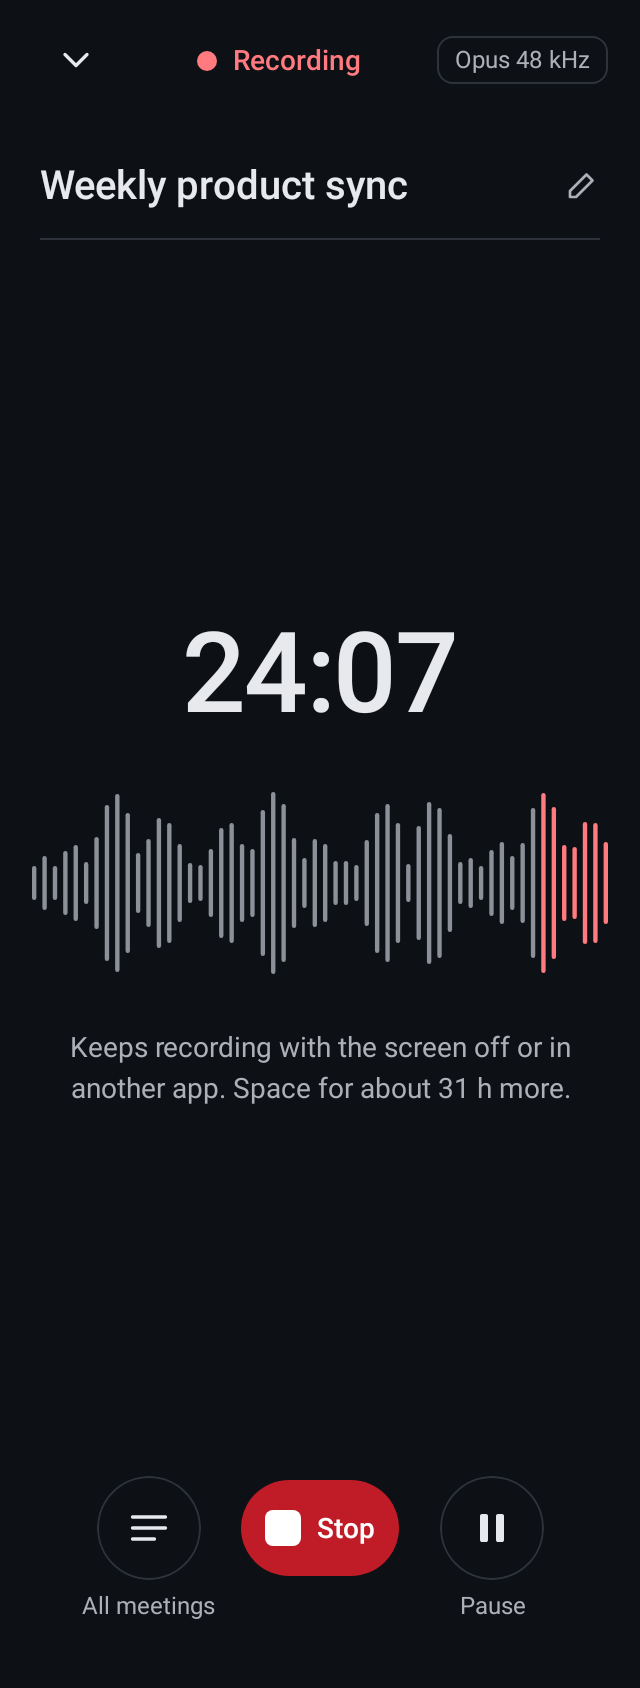 Recording
Opus 48 kHz
Weekly product sync
24:07
Keeps recording with the screen off or in
another app. Space for about 31 h more.
Stop
All meetings
Pause